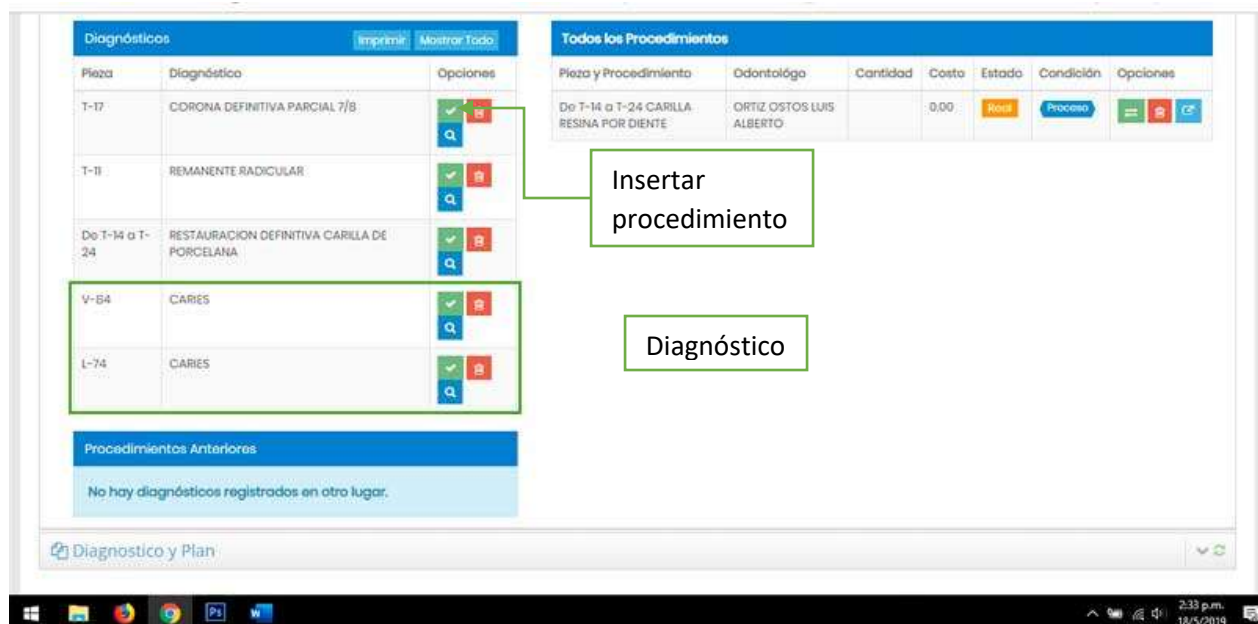 Diagnósticos Imprimir Mostrar Todo
Pieza Diagnóstico Opciones
T-17 CORONA DEFINITIVA PARCIAL 7/8
T-11 REMANENTE RADICULAR
De T-14 a T-
24
RESTAURACION DEFINITIVA CARILLA DE
PORCELANA
V-84 CARIES
L-74 CARIES
Procedimientos Anteriores
No hay diagnósticos registrados en otro lugar.
Todos los Procedimientos
Pieza y Procedimiento Odontológo Cantidad Costo Estado Condición Opciones
De T-14 a T-24 CARILLA
RESINA POR DIENTE
ORTIZ OSTOS LUIS
ALBERTO
0.00 Real Proceso
Insertar
procedimiento
Diagnóstico
Diagnostico y Plan
Ps
W
2:33 p.m.
18/5/2019